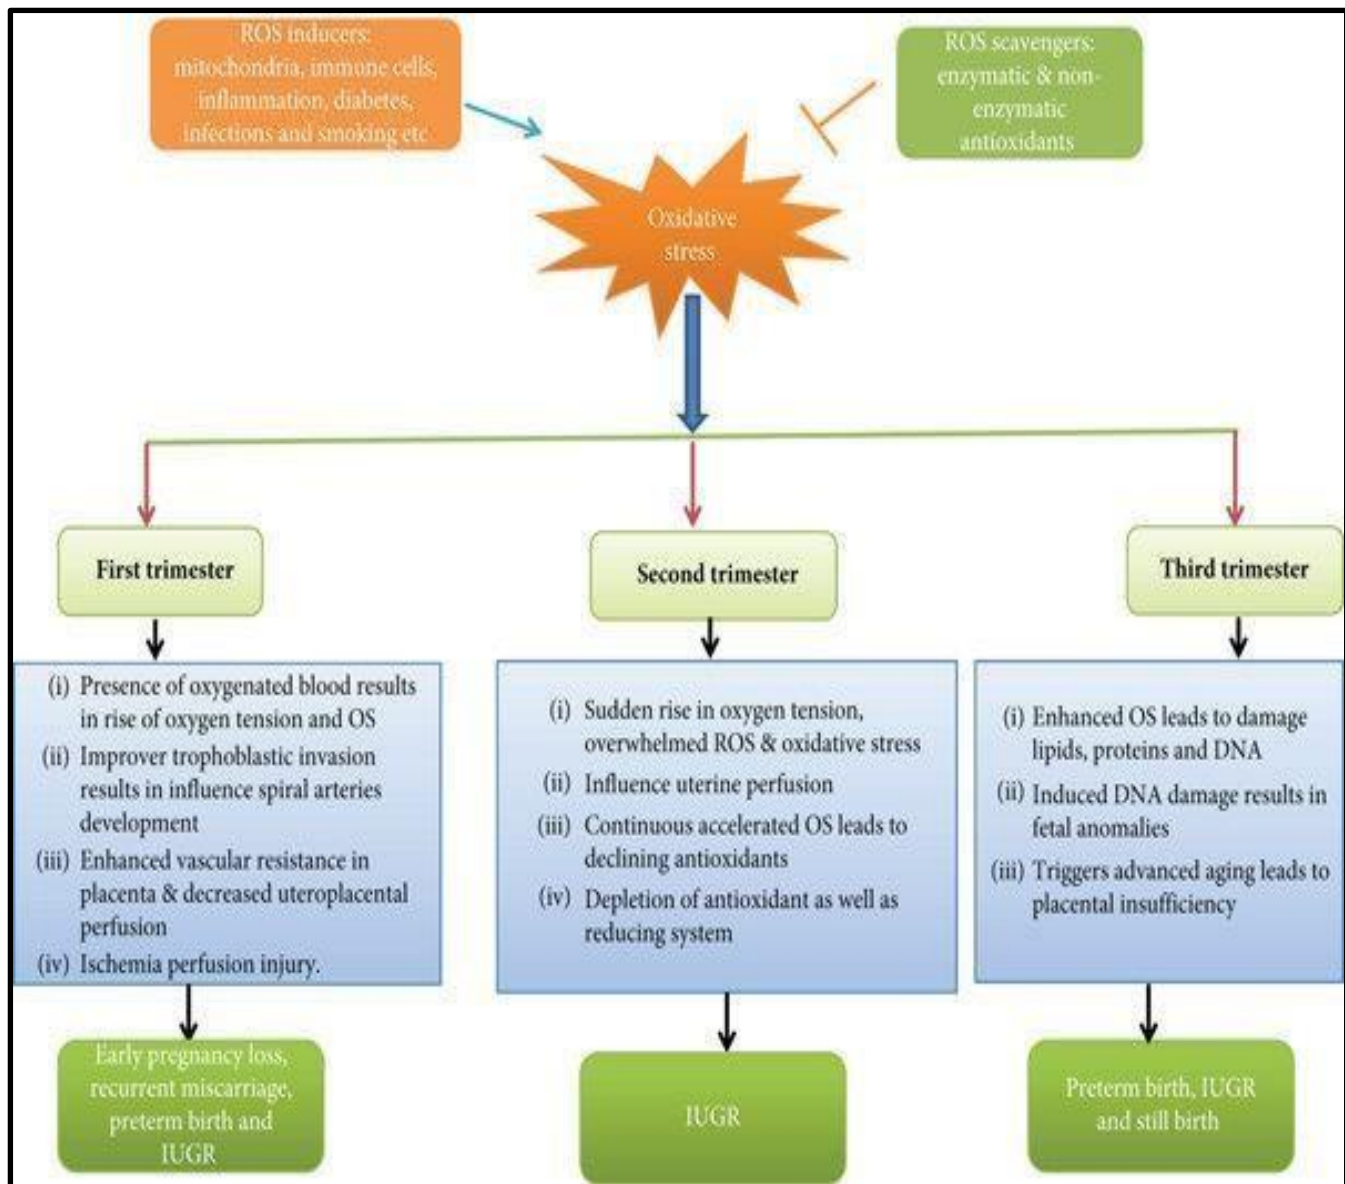 ROS inducers:
mitochondria, immune cells,
inflammation, diabetes,
infections and smoking etc
ROS scavengers:
enzymatic & non-
enzymatic
antioxidants
Oxidative
stress
First trimester
Second trimester
Third trimester
(i) Presence of oxygenated blood results
in rise of oxygen tension and OS
(ii) Improver trophoblastic invasion
results in influence spiral arteries
development
(iii) Enhanced vascular resistance in
placenta & decreased uteroplacental
perfusion
(iv) Ischemia perfusion injury.
(i) Sudden rise in oxygen tension,
overwhelmed ROS & oxidative stress
(ii) Influence uterine perfusion
(iii) Continuous accelerated OS leads to
declining antioxidants
(iv) Depletion of antioxidant as well as
reducing system
(i) Enhanced OS leads to damage
lipids, proteins and DNA
(ii) Induced DNA damage results in
fetal anomalies
(iii) Triggers advanced aging leads to
placental insufficiency
Early pregnancy loss,
recurrent miscarriage,
preterm birth and
IUGR
IUGR
Preterm birth, IUGR
and still birth